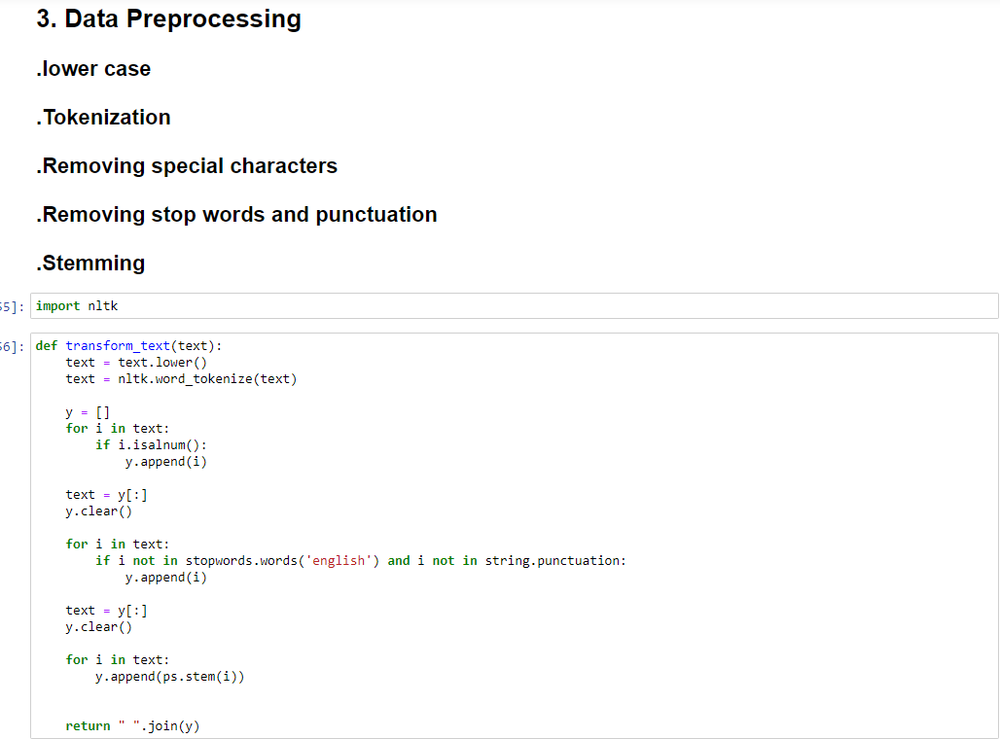 3. Data Preprocessing
.lower case
.Tokenization
.Removing special characters
.Removing stop words and punctuation
.Stemming
5]: import nltk
6]: def transform_text(text):
    text = text.lower()
    text = nltk.word_tokenize(text)

    y = []
    for i in text:
        if i.isalnum():
            y.append(i)

    text = y[:]
    y.clear()

    for i in text:
        if i not in stopwords.words('english') and i not in string.punctuation:
            y.append(i)

    text = y[:]
    y.clear()

    for i in text:
        y.append(ps.stem(i))


    return " ".join(y)